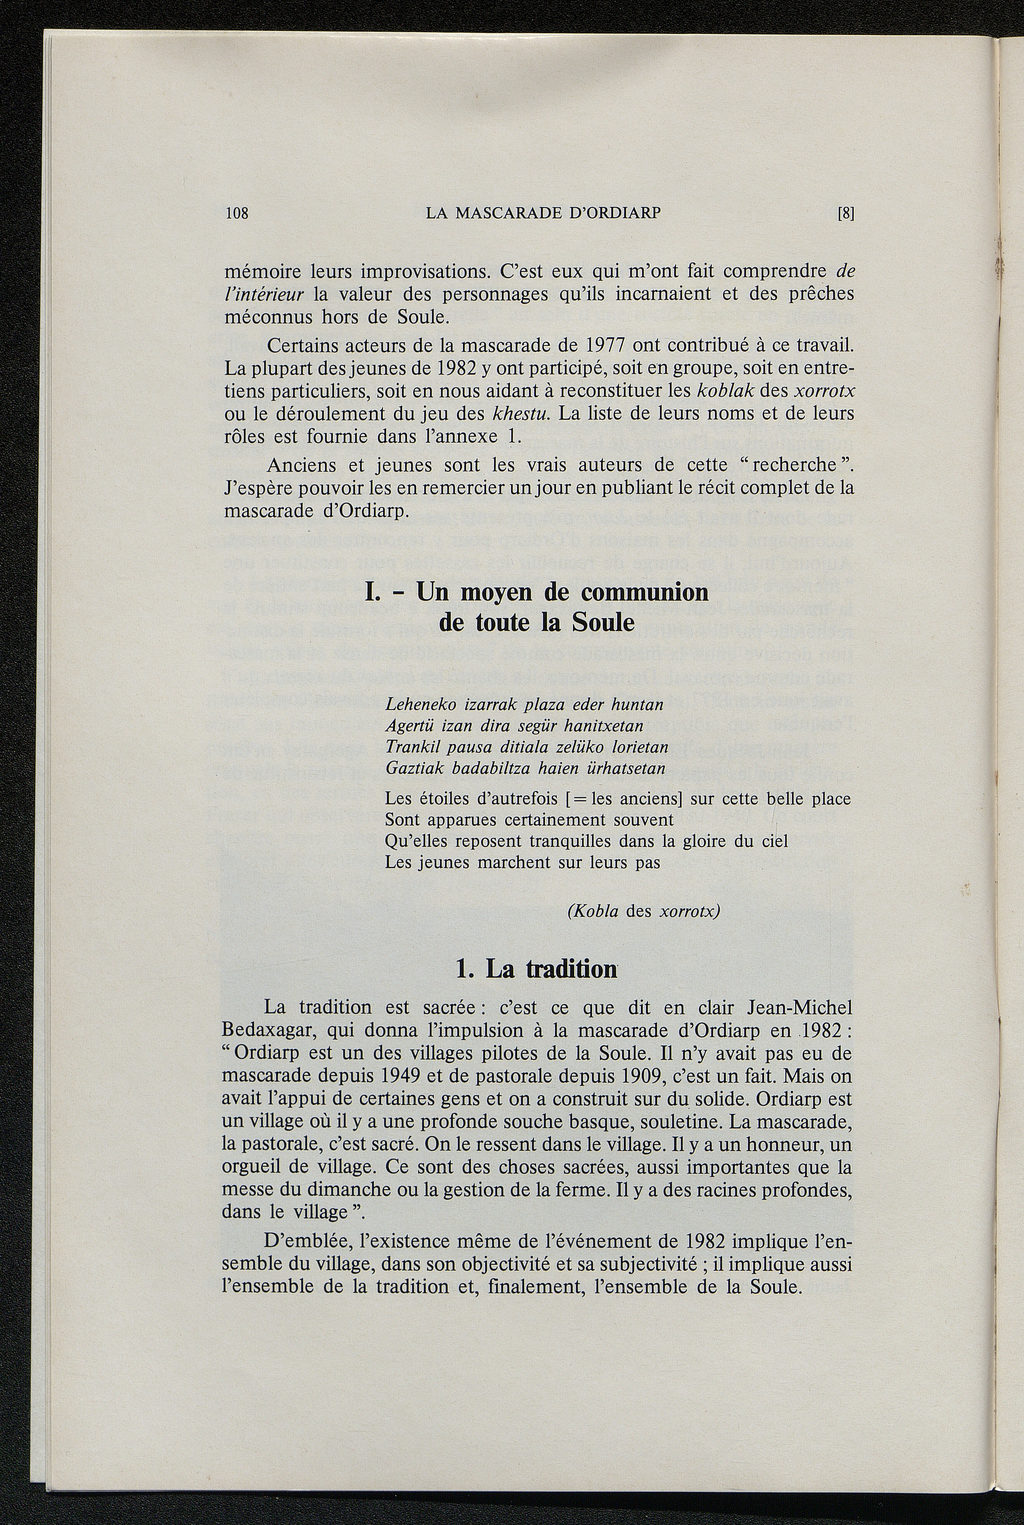 108 LA MASCARADE D'ORDIARP [8]
mémoire leurs improvisations. C'est eux qui m'ont fait comprendre de
l'intérieur la valeur des personnages qu'ils incarnaient et des prêches
méconnus hors de Soule.
Certains acteurs de la mascarade de 1977 ont contribué à ce travail.
La plupart des jeunes de 1982 y ont participé, soit en groupe, soit en entre-
tiens particuliers, soit en nous aidant à reconstituer les koblak des xorrotx
ou le déroulement du jeu des khestu. La liste de leurs noms et de leurs
rôles est fournie dans l'annexe 1.
Anciens et jeunes sont les vrais auteurs de cette “ recherche ”.
J'espère pouvoir les en remercier un jour en publiant le récit complet de la
mascarade d'Ordiarp.
I. – Un moyen de communion
de toute la Soule
Leheneko izarrak plaza eder huntan
Agertü izan dira segür hanitxetan
Trankil pausa ditiala zelüko lorietan
Gaztiak badabiltza haien ürhatsetan
Les étoiles d'autrefois [= les anciens] sur cette belle place
Sont apparues certainement souvent
Qu'elles reposent tranquilles dans la gloire du ciel
Les jeunes marchent sur leurs pas
(Kobla des xorrotx)
1. La tradition
La tradition est sacrée : c'est ce que dit en clair Jean-Michel
Bedaxagar, qui donna l'impulsion à la mascarade d'Ordiarp en 1982 :
“ Ordiarp est un des villages pilotes de la Soule. Il n'y avait pas eu de
mascarade depuis 1949 et de pastorale depuis 1909, c'est un fait. Mais on
avait l'appui de certaines gens et on a construit sur du solide. Ordiarp est
un village où il y a une profonde souche basque, souletine. La mascarade,
la pastorale, c'est sacré. On le ressent dans le village. Il y a un honneur, un
orgueil de village. Ce sont des choses sacrées, aussi importantes que la
messe du dimanche ou la gestion de la ferme. Il y a des racines profondes,
dans le village ”.
D'emblée, l'existence même de l'événement de 1982 implique l'en-
semble du village, dans son objectivité et sa subjectivité ; il implique aussi
l'ensemble de la tradition et, finalement, l'ensemble de la Soule.